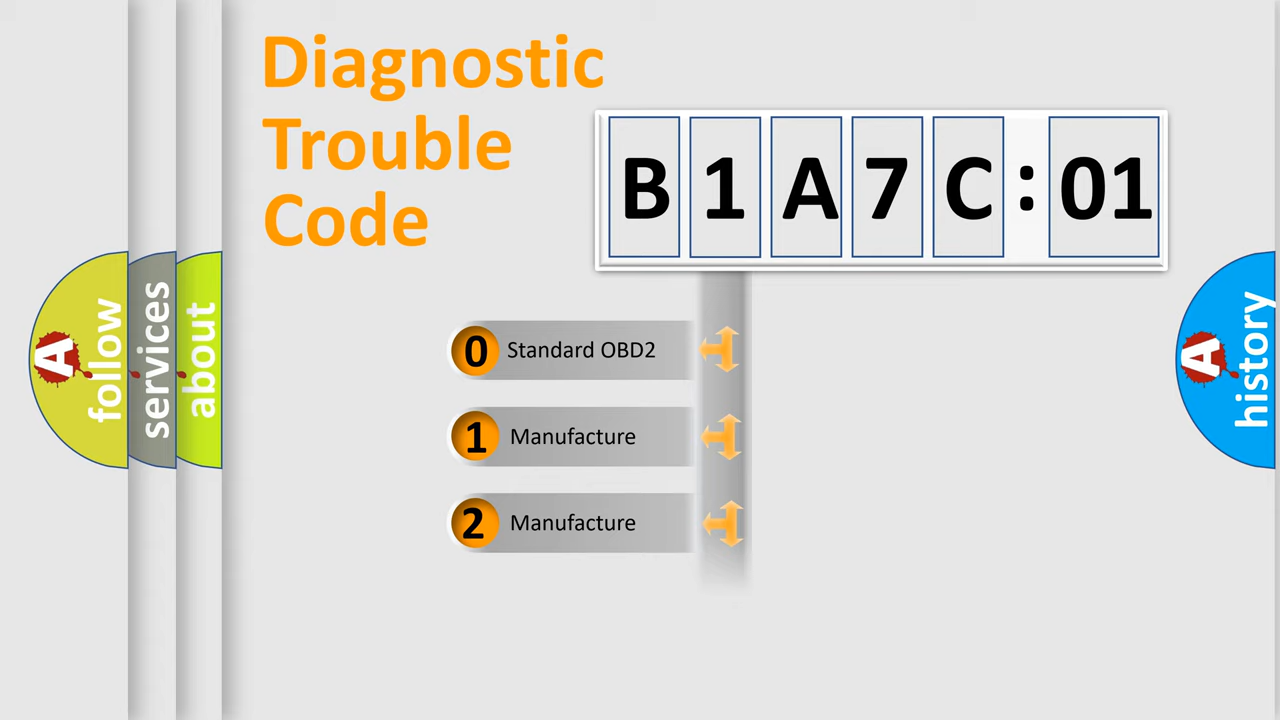 Diagnostic
Trouble
Code
B 1 A 7 C : 01
0 Standard OBD2
1 Manufacture
2 Manufacture
A follow
services
about
A history